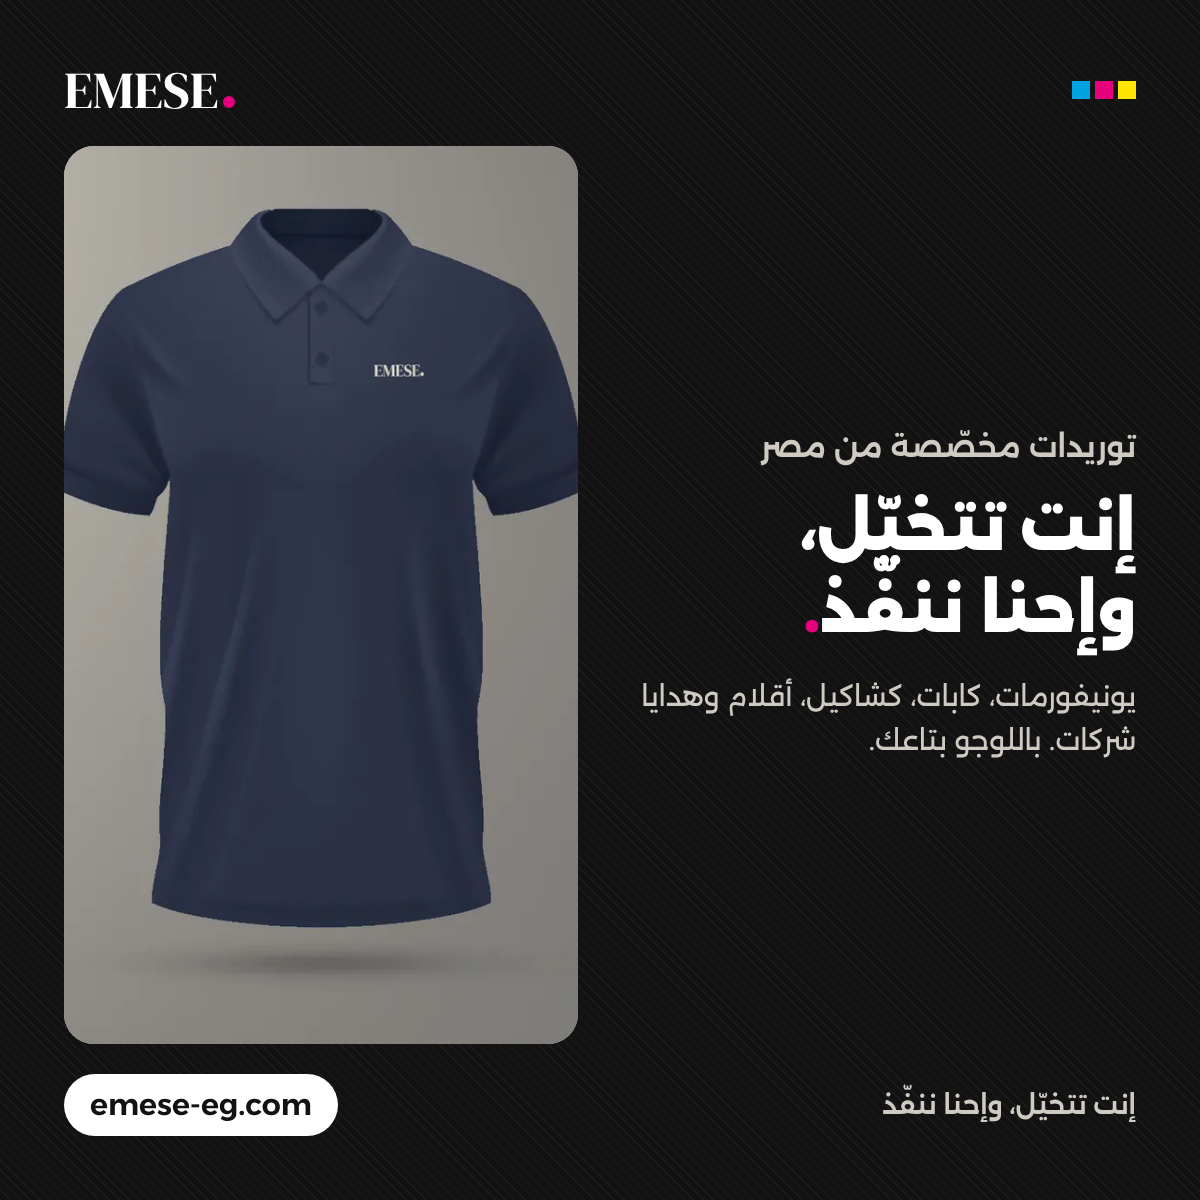 EMESE.
EMESE.
توريدات مخصّصة من مصر
إنت تتخيّل،
وإحنا ننفّذ.
يونيفورمات، كابات، كشاكيل، أقلام وهدايا
شركات. باللوجو بتاعك.
emese-eg.com
إنت تتخيّل، وإحنا ننفّذ